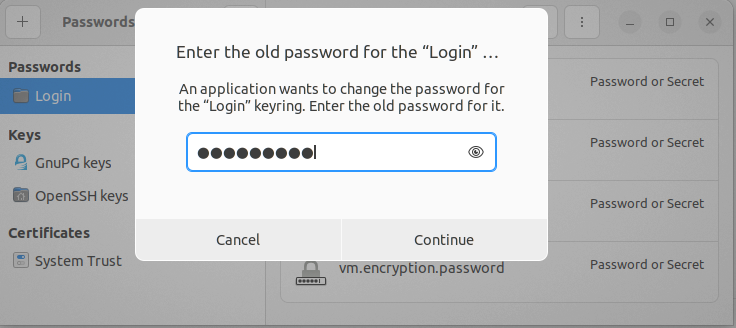 Passwords
Enter the old password for the “Login” …
An application wants to change the password for
the “Login” keyring. Enter the old password for it.
Cancel
Continue
Passwords
Login
Keys
GnuPG keys
OpenSSH keys
Certificates
System Trust
Password or Secret
Password or Secret
Password or Secret
vm.encryption.password
Password or Secret